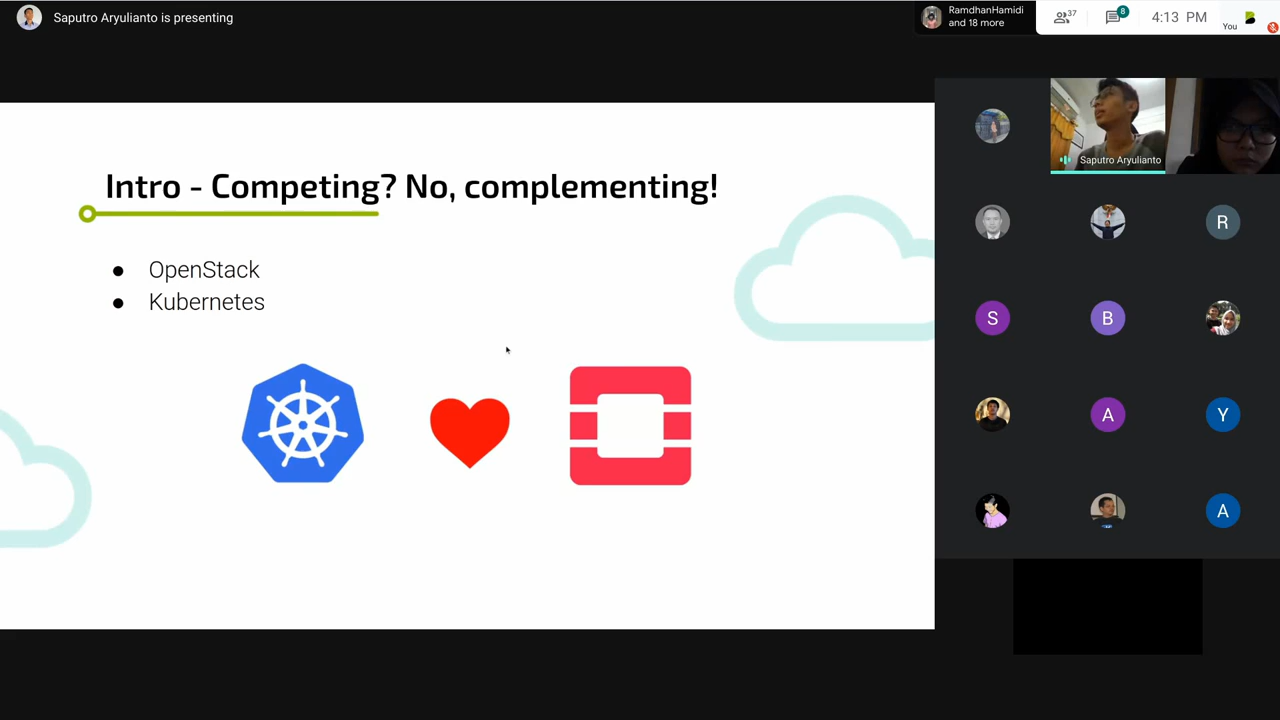 Saputro Aryulianto is presenting
RamdhanHamidi
and 18 more
37
8
4:13 PM
You
Intro - Competing? No, complementing!
● OpenStack
● Kubernetes
Saputro Aryulianto
R
S
B
A
Y
A